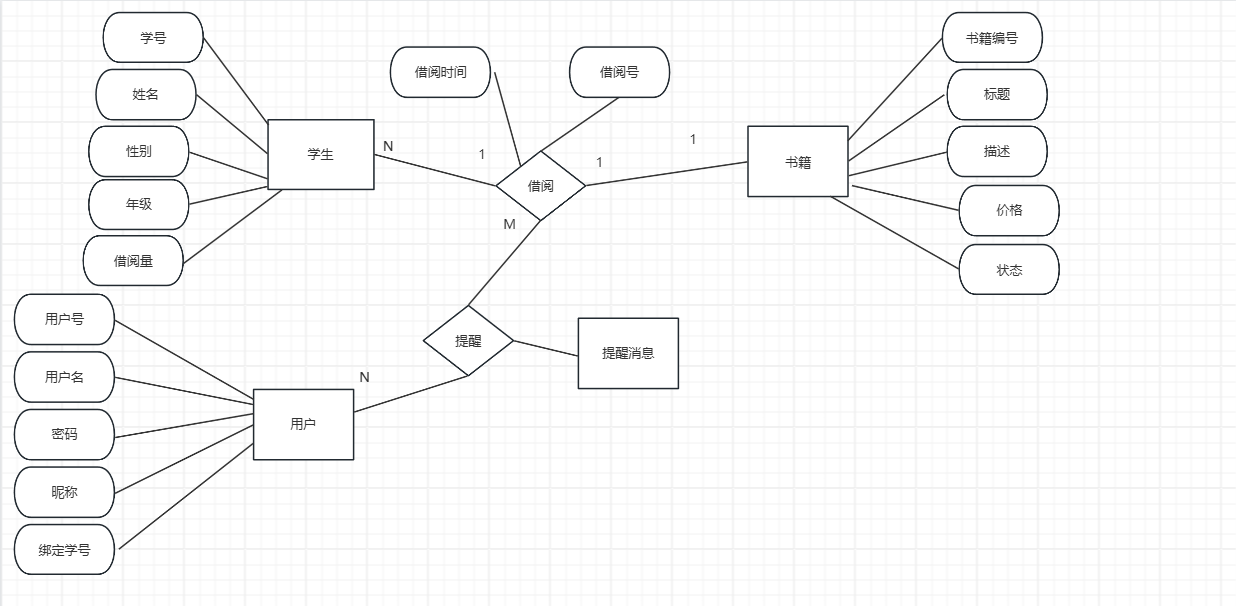 学号
姓名
性别
年级
借阅量
学生
N
1
借阅时间
借阅号
借阅
1
1
M
书籍
书籍编号
标题
描述
价格
状态
用户号
用户名
密码
昵称
绑定学号
用户
N
提醒
提醒消息